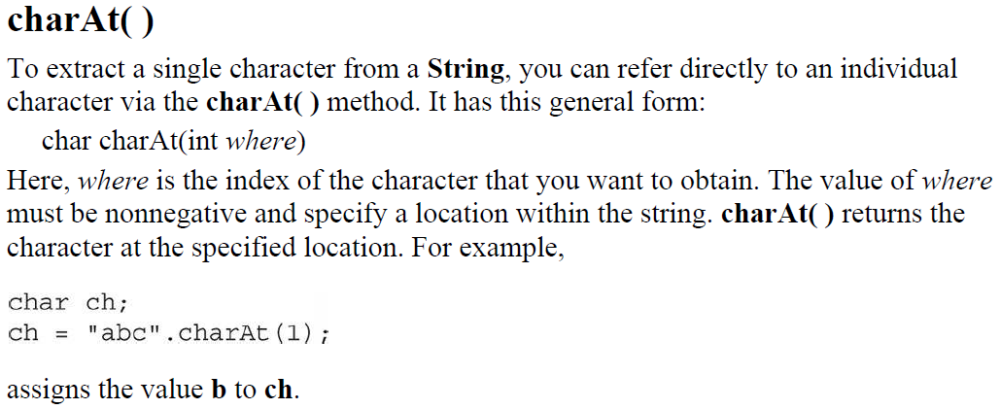 charAt( )
To extract a single character from a String, you can refer directly to an individual
character via the charAt( ) method. It has this general form:
char charAt(int where)
Here, where is the index of the character that you want to obtain. The value of where
must be nonnegative and specify a location within the string. charAt( ) returns the
character at the specified location. For example,
char ch;
ch = "abc".charAt(1);
assigns the value b to ch.